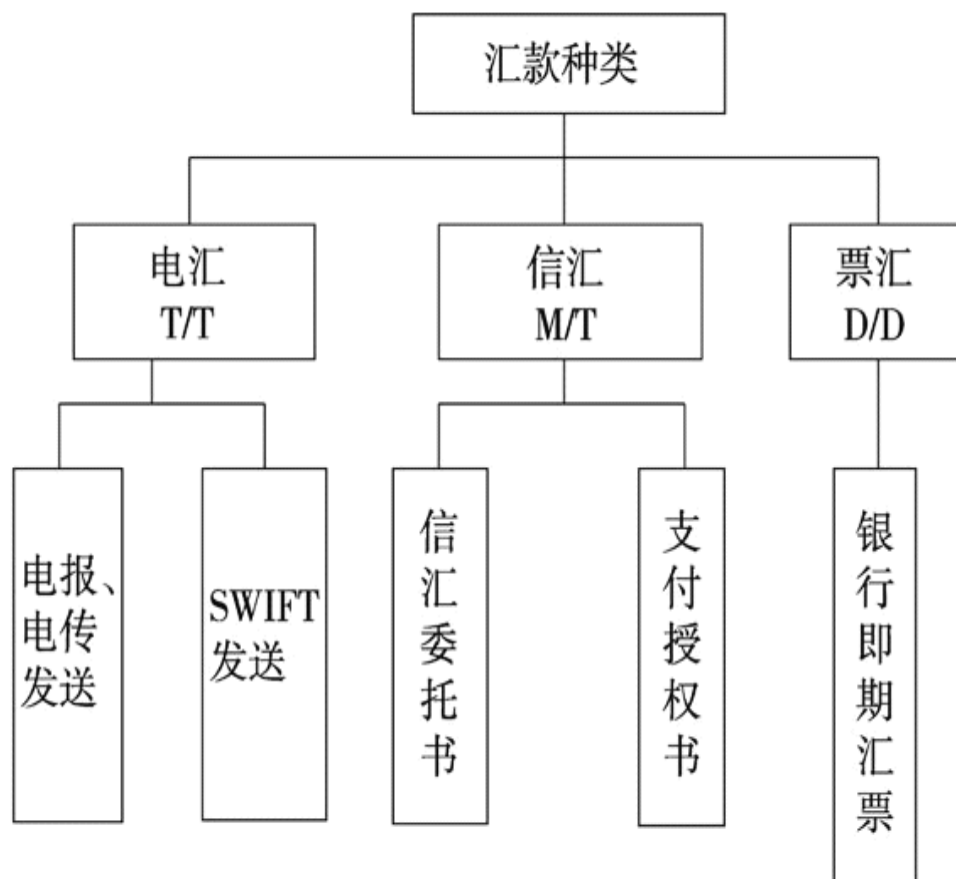 汇款种类
电汇
T/T
信汇
M/T
票汇
D/D
电报、
电传
发送
SWIFT
发送
信汇委托书
支付授权书
银行即期汇票